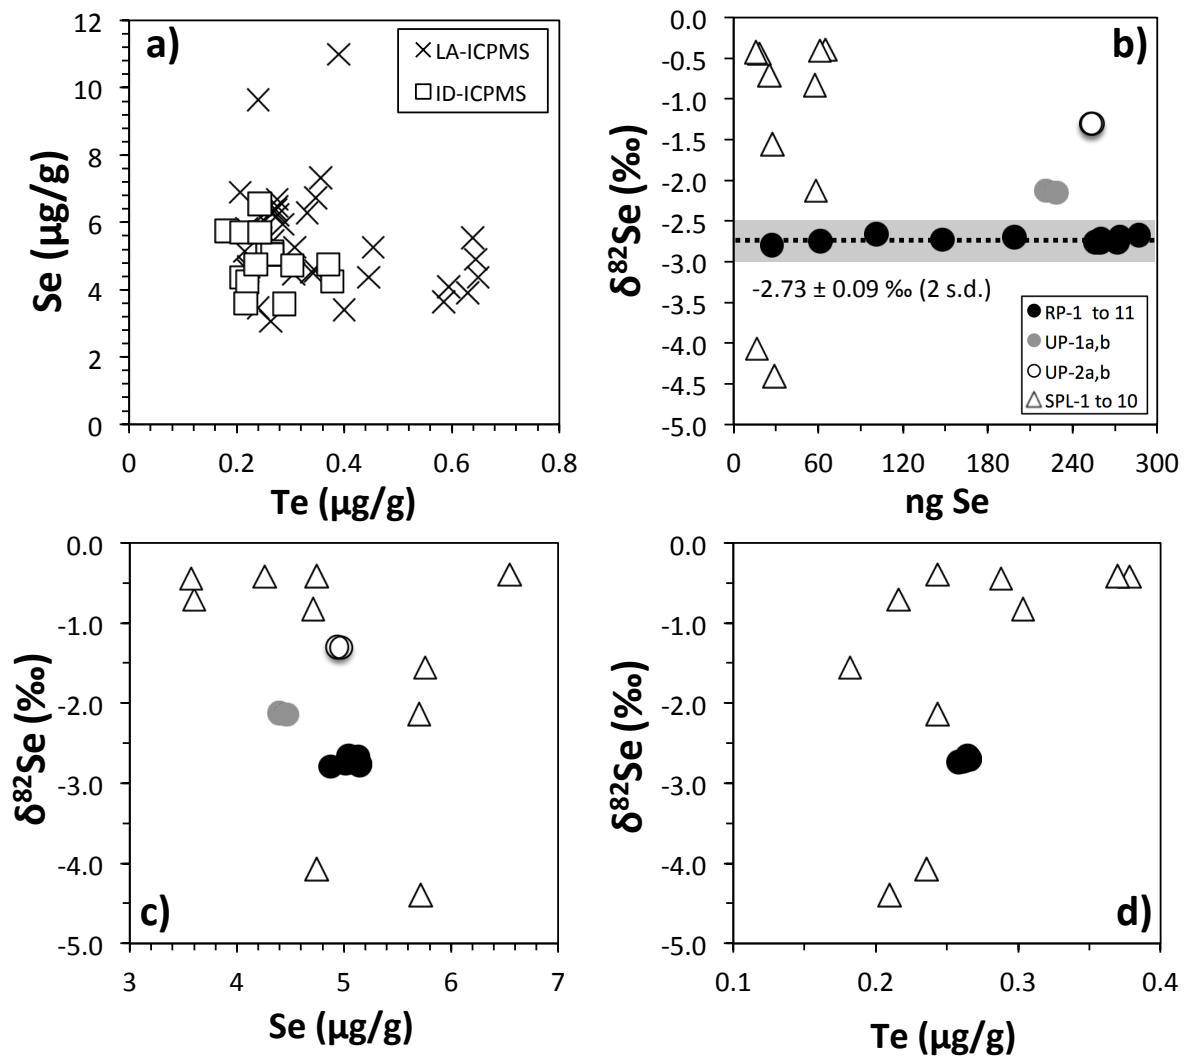 a)
12
10
8
6
4
2
0
Se (µg/g)
LA-ICPMS
ID-ICPMS
0
0.2
0.4
0.6
0.8
Te (µg/g)
b)
0.0
-0.5
-1.0
-1.5
-2.0
-2.5
-3.0
-3.5
-4.0
-4.5
-5.0
δ⁸²Se (‰)
-2.73 ± 0.09 ‰ (2 s.d.)
RP-1 to 11
UP-1a,b
UP-2a,b
SPL-1 to 10
0
60
120
180
240
300
ng Se
0.0
-1.0
-2.0
-3.0
-4.0
-5.0
δ⁸²Se (‰)
c)
3
4
5
6
7
Se (µg/g)
0.0
-1.0
-2.0
-3.0
-4.0
-5.0
δ⁸²Se (‰)
d)
0.1
0.2
0.3
0.4
Te (µg/g)